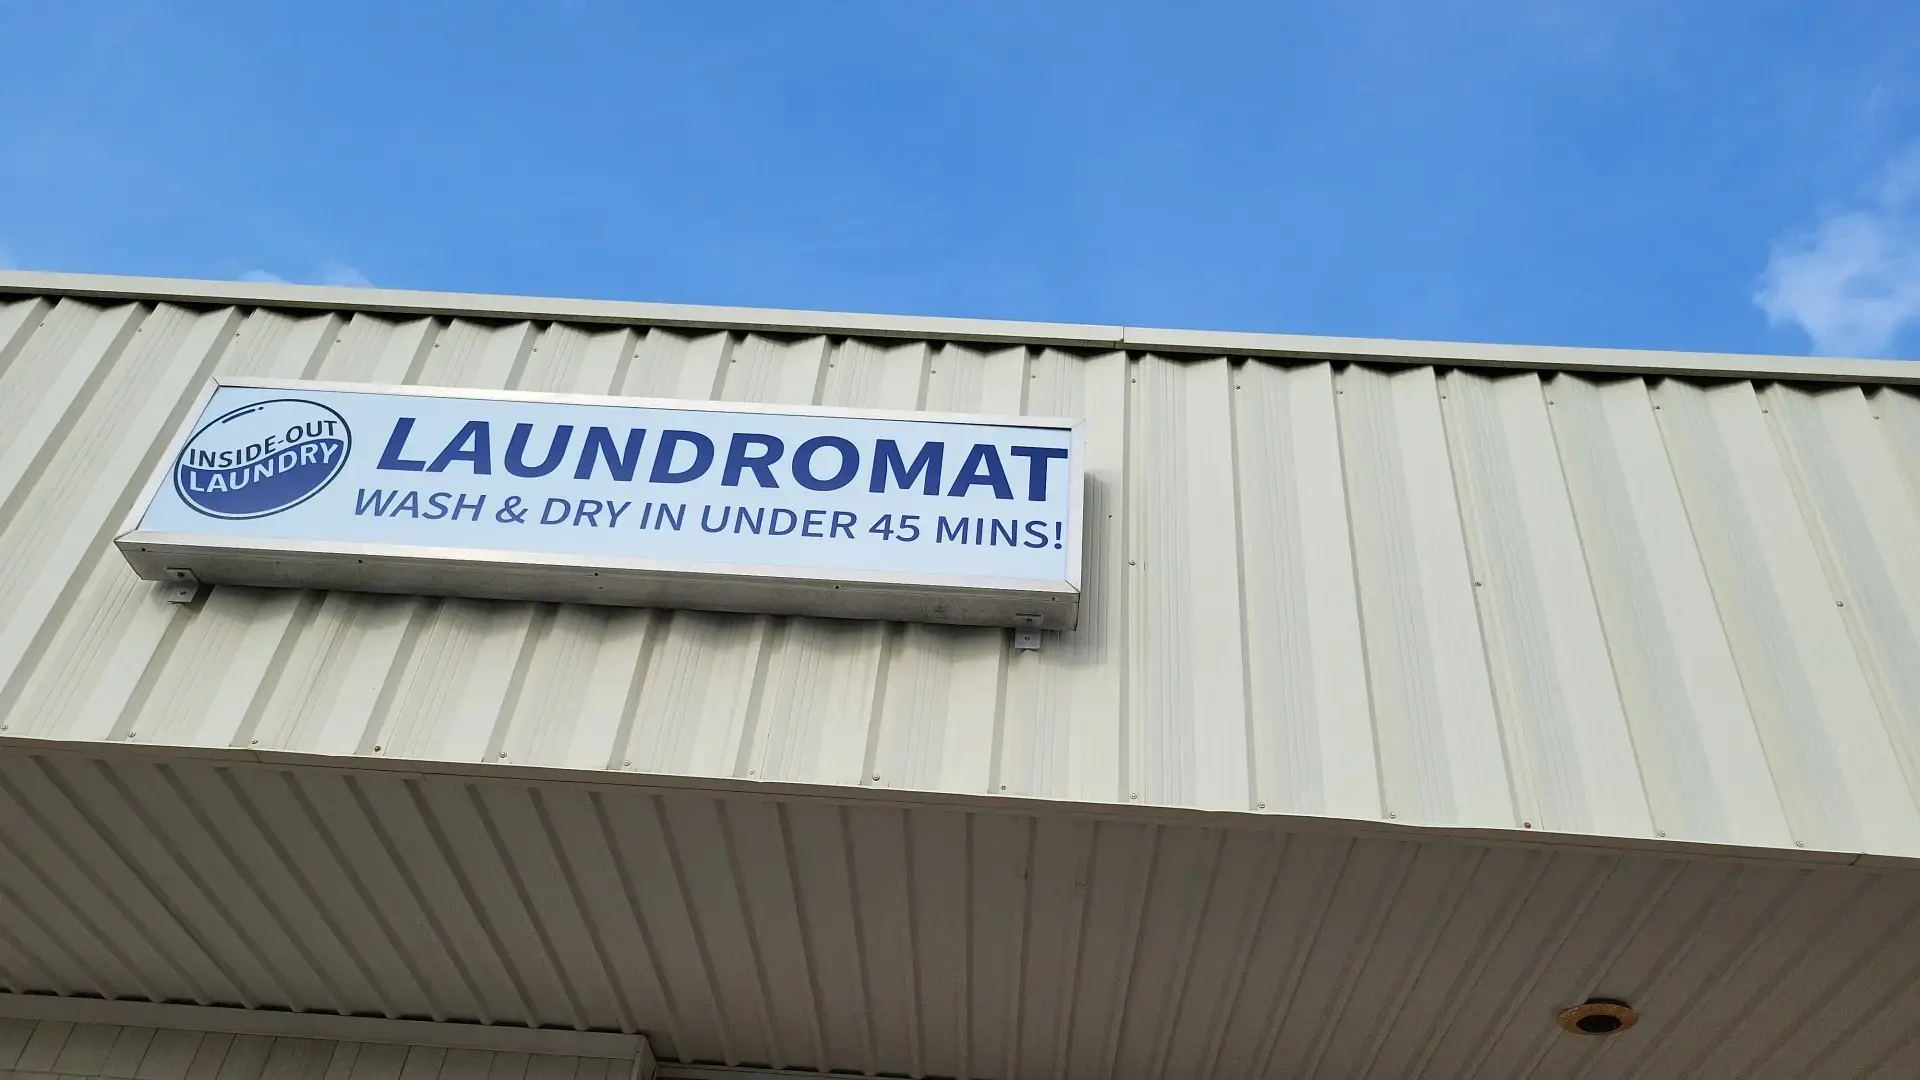 INSIDE-OUT
LAUNDRY
LAUNDROMAT
WASH & DRY IN UNDER 45 MINS!